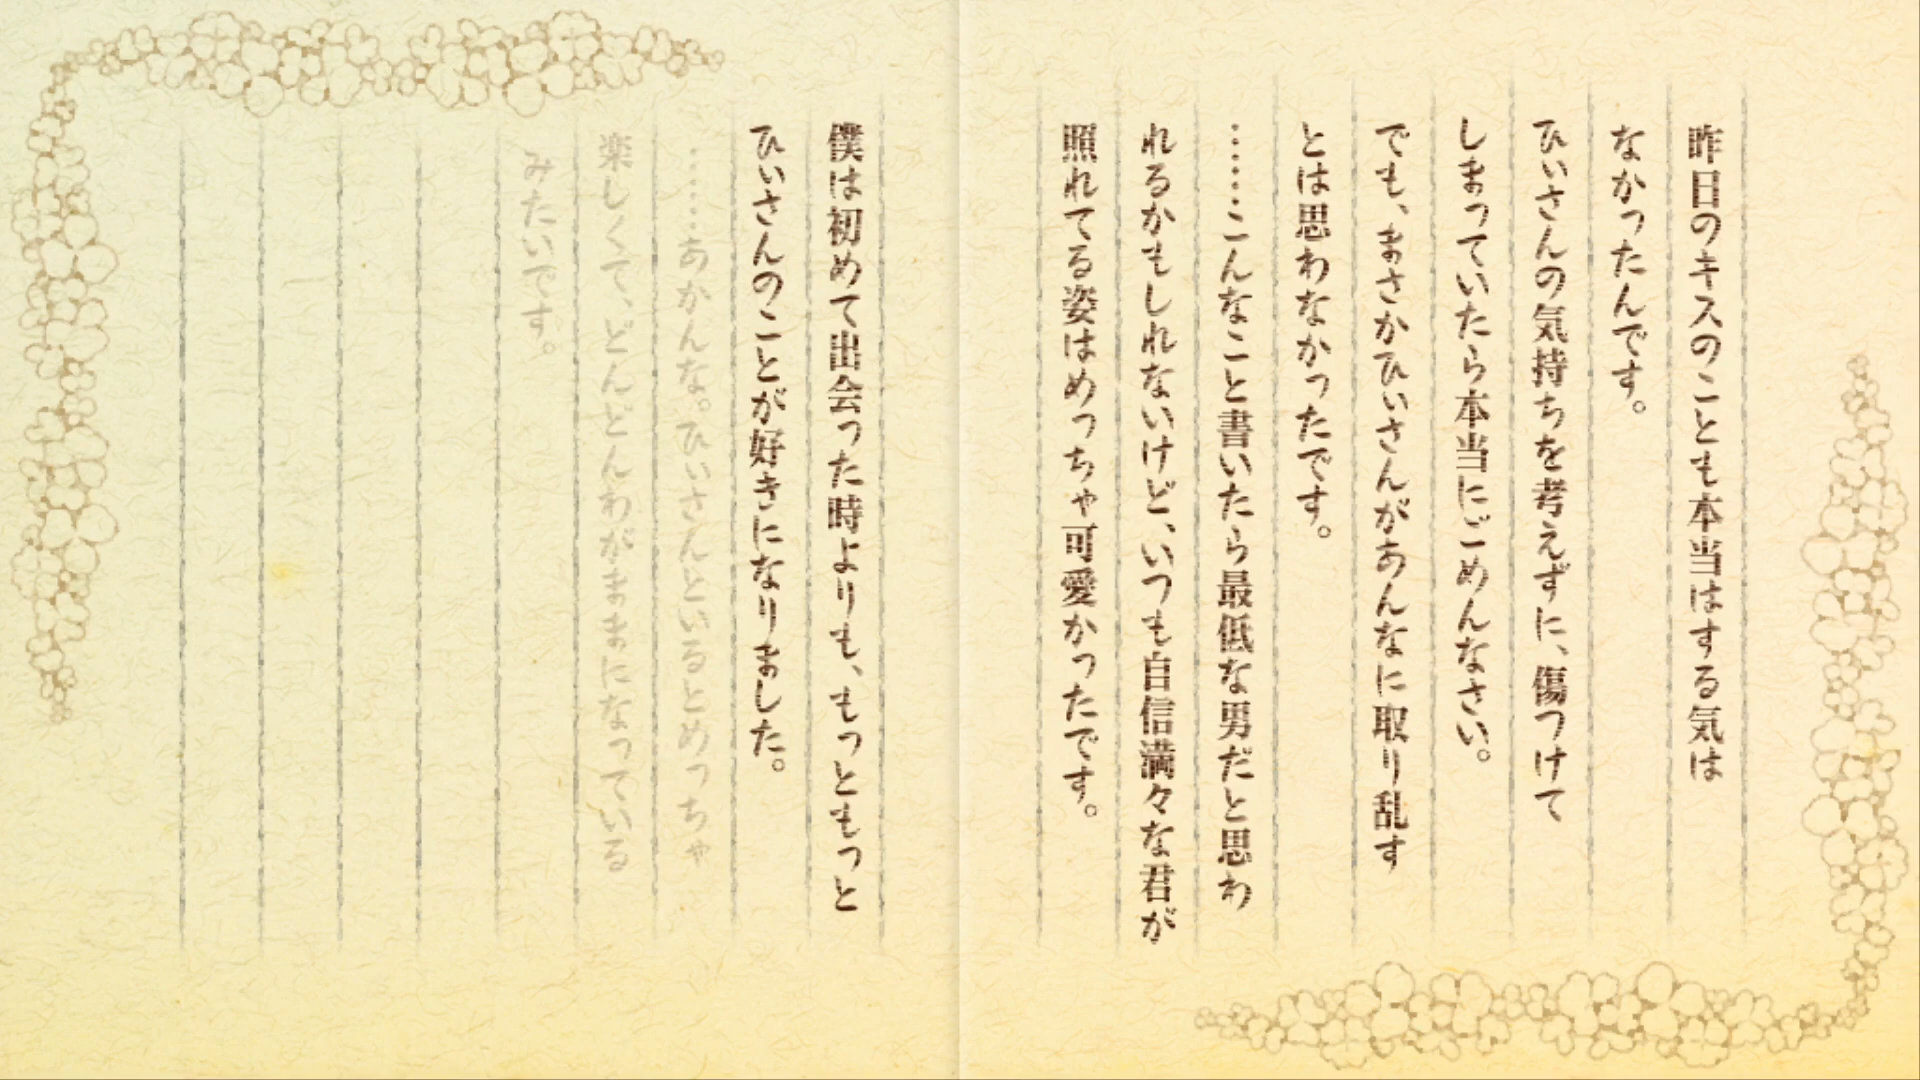 昨日のキスのことも本当はする気は
なかったんです。
ひぃさんの気持ちを考えずに、傷つけて
しまっていたら本当にごめんなさい。
でも、まさかひぃさんがあんなに取り乱す
とは思わなかったです。
……こんなこと書いたら最低な男だと思わ
れるかもしれないけど、いつも自信満々な君が
照れてる姿はめっちゃ可愛かったです。
僕は初めて出会った時よりも、もっともっと
ひぃさんのことが好きになりました。
……あかんな。ひぃさんといるとめっちゃ
楽しくて、どんどんわがままになっている
みたいです。